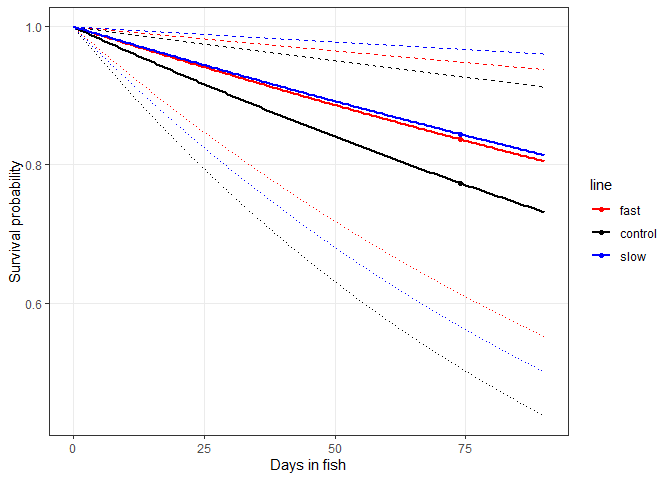 1.0
0.8
0.6
Survival probability
0
25
50
75
Days in fish
line
fast
control
slow